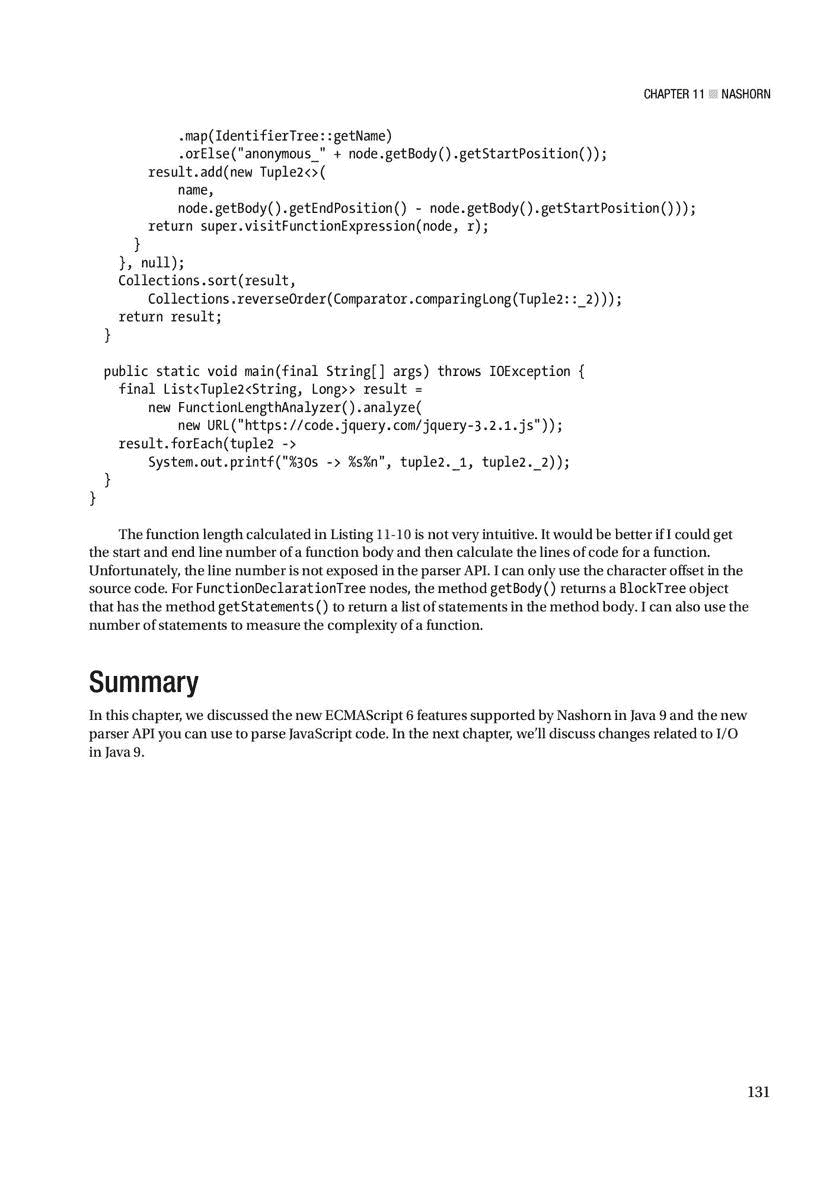 CHAPTER 11 ■ NASHORN
.map(IdentifierTree::getName)
.orElse("anonymous_" + node.getBody().getStartPosition());
result.add(new Tuple2<>(
name,
node.getBody().getEndPosition() - node.getBody().getStartPosition()));
return super.visitFunctionExpression(node, r);
}
}, null);
Collections.sort(result,
Collections.reverseOrder(Comparator.comparingLong(Tuple2::_2)));
return result;
}
public static void main(final String[] args) throws IOException {
final List<Tuple2<String, Long>> result =
new FunctionLengthAnalyzer().analyze(
new URL("https://code.jquery.com/jquery-3.2.1.js"));
result.forEach(tuple2 ->
System.out.printf("%30s -> %s%n", tuple2._1, tuple2._2));
}
}
The function length calculated in Listing 11-10 is not very intuitive. It would be better if I could get
the start and end line number of a function body and then calculate the lines of code for a function.
Unfortunately, the line number is not exposed in the parser API. I can only use the character offset in the
source code. For FunctionDeclarationTree nodes, the method getBody() returns a BlockTree object
that has the method getStatements() to return a list of statements in the method body. I can also use the
number of statements to measure the complexity of a function.
Summary
In this chapter, we discussed the new ECMAScript 6 features supported by Nashorn in Java 9 and the new
parser API you can use to parse JavaScript code. In the next chapter, we'll discuss changes related to I/O
in Java 9.
131